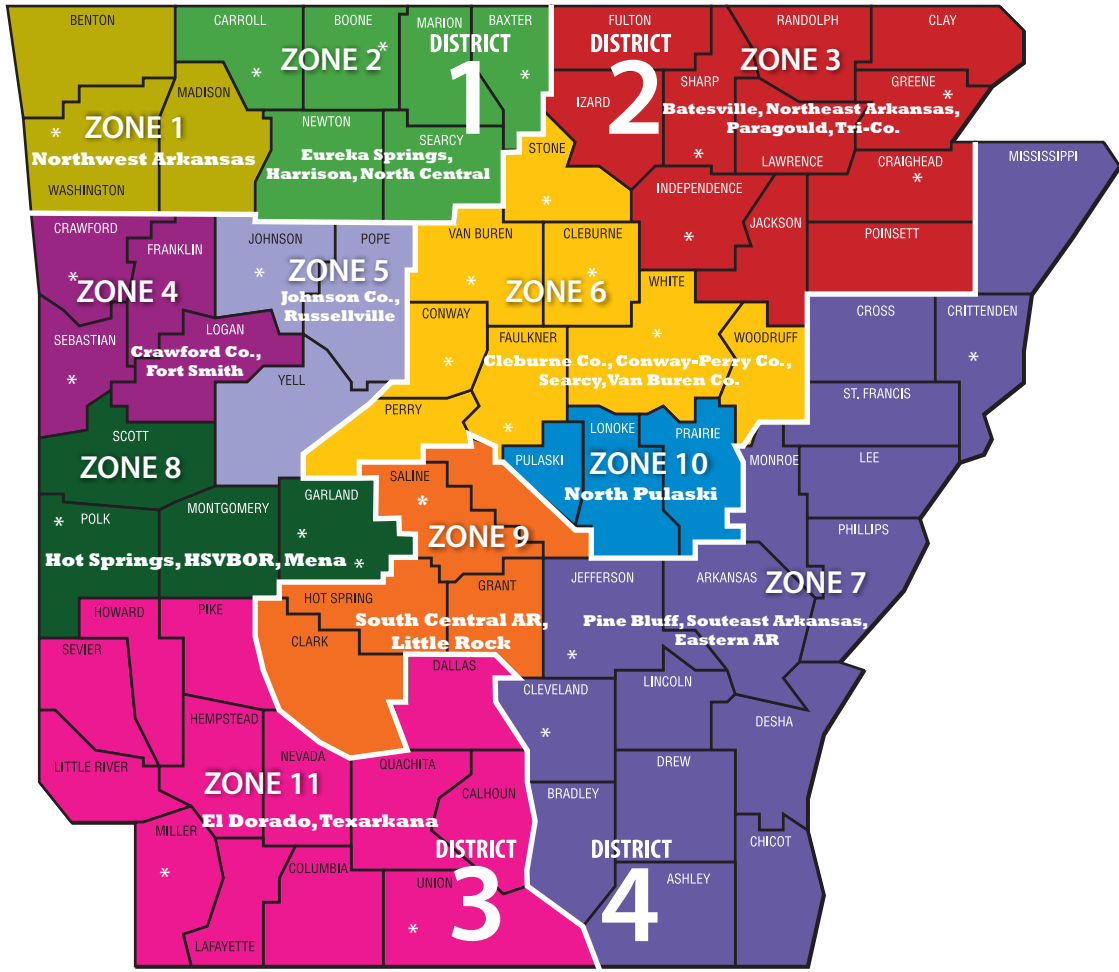 BENTON
CARROLL
BOONE
MARION
BAXTER
FULTON
RANDOLPH
CLAY
DISTRICT
1
DISTRICT
2
ZONE 2
ZONE 3
*
*
*
SHARP
GREENE
*
MADISON
IZARD
Batesville, Northeast Arkansas,
Paragould, Tri-Co.
ZONE 1
*
Northwest Arkansas
NEWTON
SEARCY
Eureka Springs,
Harrison, North Central
STONE
*
LAWRENCE
CRAIGHEAD
*
MISSISSIPPI
WASHINGTON
*
INDEPENDENCE
*
JACKSON
POINSETT
CRAWFORD
*
FRANKLIN
JOHNSON
*
POPE
VAN BUREN
*
CLEBURNE
*
ZONE 4
ZONE 5
Johnson Co.,
Russellville
ZONE 6
WHITE
*
CONWAY
*
FAULKNER
*
WOODRUFF
CROSS
CRITTENDEN
*
SEBASTIAN
*
LOGAN
Crawford Co.,
Fort Smith
Cleburne Co., Conway-Perry Co.,
Searcy, Van Buren Co.
YELL
PERRY
ST. FRANCIS
SCOTT
ZONE 8
PULASKI
LONOKE
PRAIRIE
ZONE 10
North Pulaski
MONROE
LEE
SALINE
*
GARLAND
*
*
MONTGOMERY
POLK
*
Hot Springs, HSVBOR, Mena
ZONE 9
PHILLIPS
JEFFERSON
*
ARKANSAS
ZONE 7
Pine Bluff, Souteast Arkansas,
Eastern AR
GRANT
HOT SPRING
South Central AR,
Little Rock
CLARK
HOWARD
PIKE
SEVIER
DALLAS
CLEVELAND
*
LINCOLN
DESHA
HEMPSTEAD
NEVADA
QUACHITA
CALHOUN
LITTLE RIVER
ZONE 11
El Dorado, Texarkana
DREW
BRADLEY
MILLER
*
CHICOT
DISTRICT
3
DISTRICT
4
COLUMBIA
UNION
*
ASHLEY
LAFAYETTE